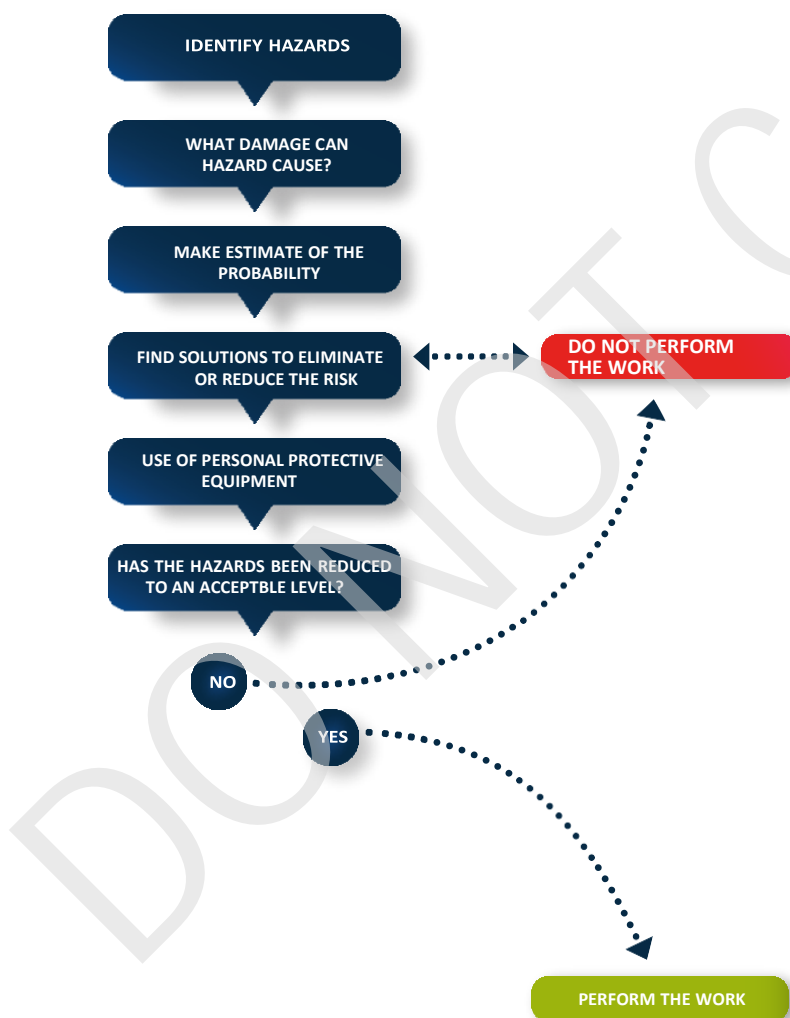 IDENTIFY HAZARDS
WHAT DAMAGE CAN
HAZARD CAUSE?
MAKE ESTIMATE OF THE
PROBABILITY
FIND SOLUTIONS TO ELIMINATE
OR REDUCE THE RISK
DO NOT PERFORM
THE WORK
USE OF PERSONAL PROTECTIVE
EQUIPMENT
HAS THE HAZARDS BEEN REDUCED
TO AN ACCEPTBLE LEVEL?
NO
YES
PERFORM THE WORK
DO NOT